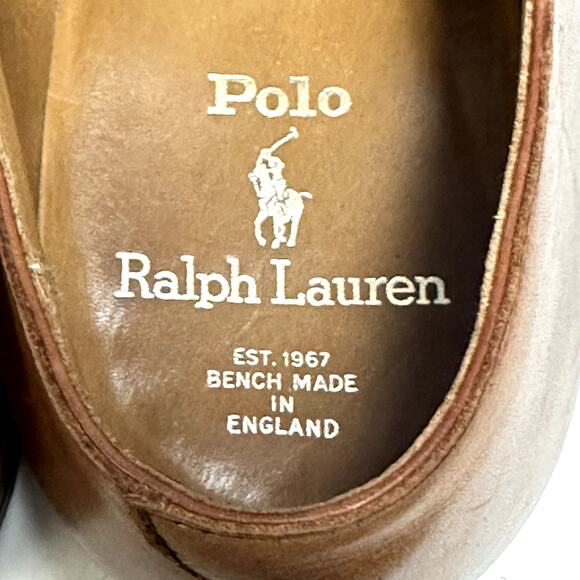 Polo
Ralph Lauren
EST. 1967
BENCH MADE
IN
ENGLAND